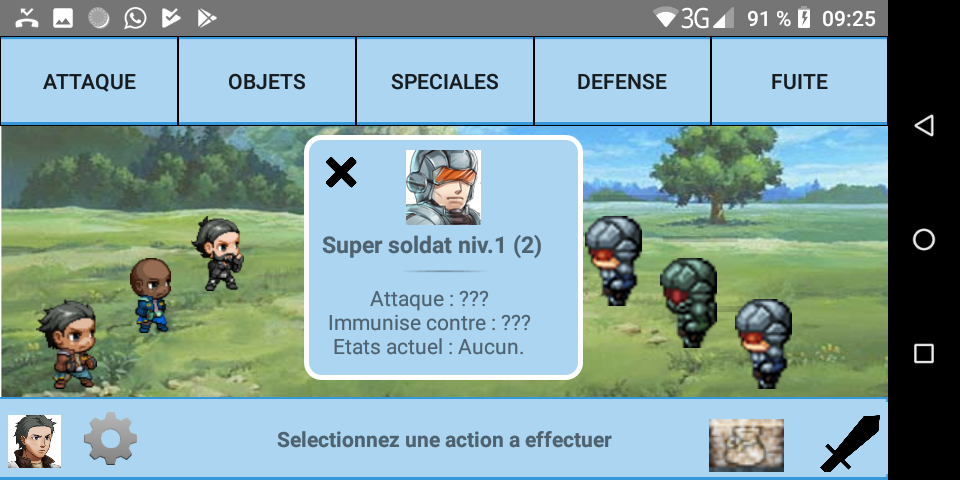 3G 91 % 09:25
ATTAQUE OBJETS SPECIALES DEFENSE FUITE
Super soldat niv.1 (2)
Attaque : ???
Immunise contre : ???
Etats actuel : Aucun.
Selectionnez une action a effectuer